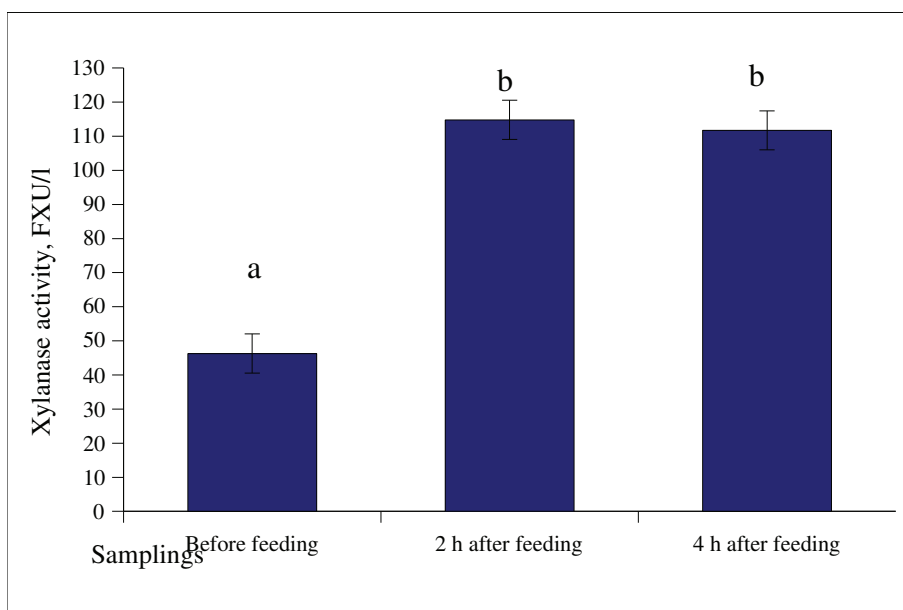 Xylanase activity, FXU/l
130
120
110
100
90
80
70
60
50
40
30
20
10
0
a
b
b
Before feeding
2 h after feeding
4 h after feeding
Samplings